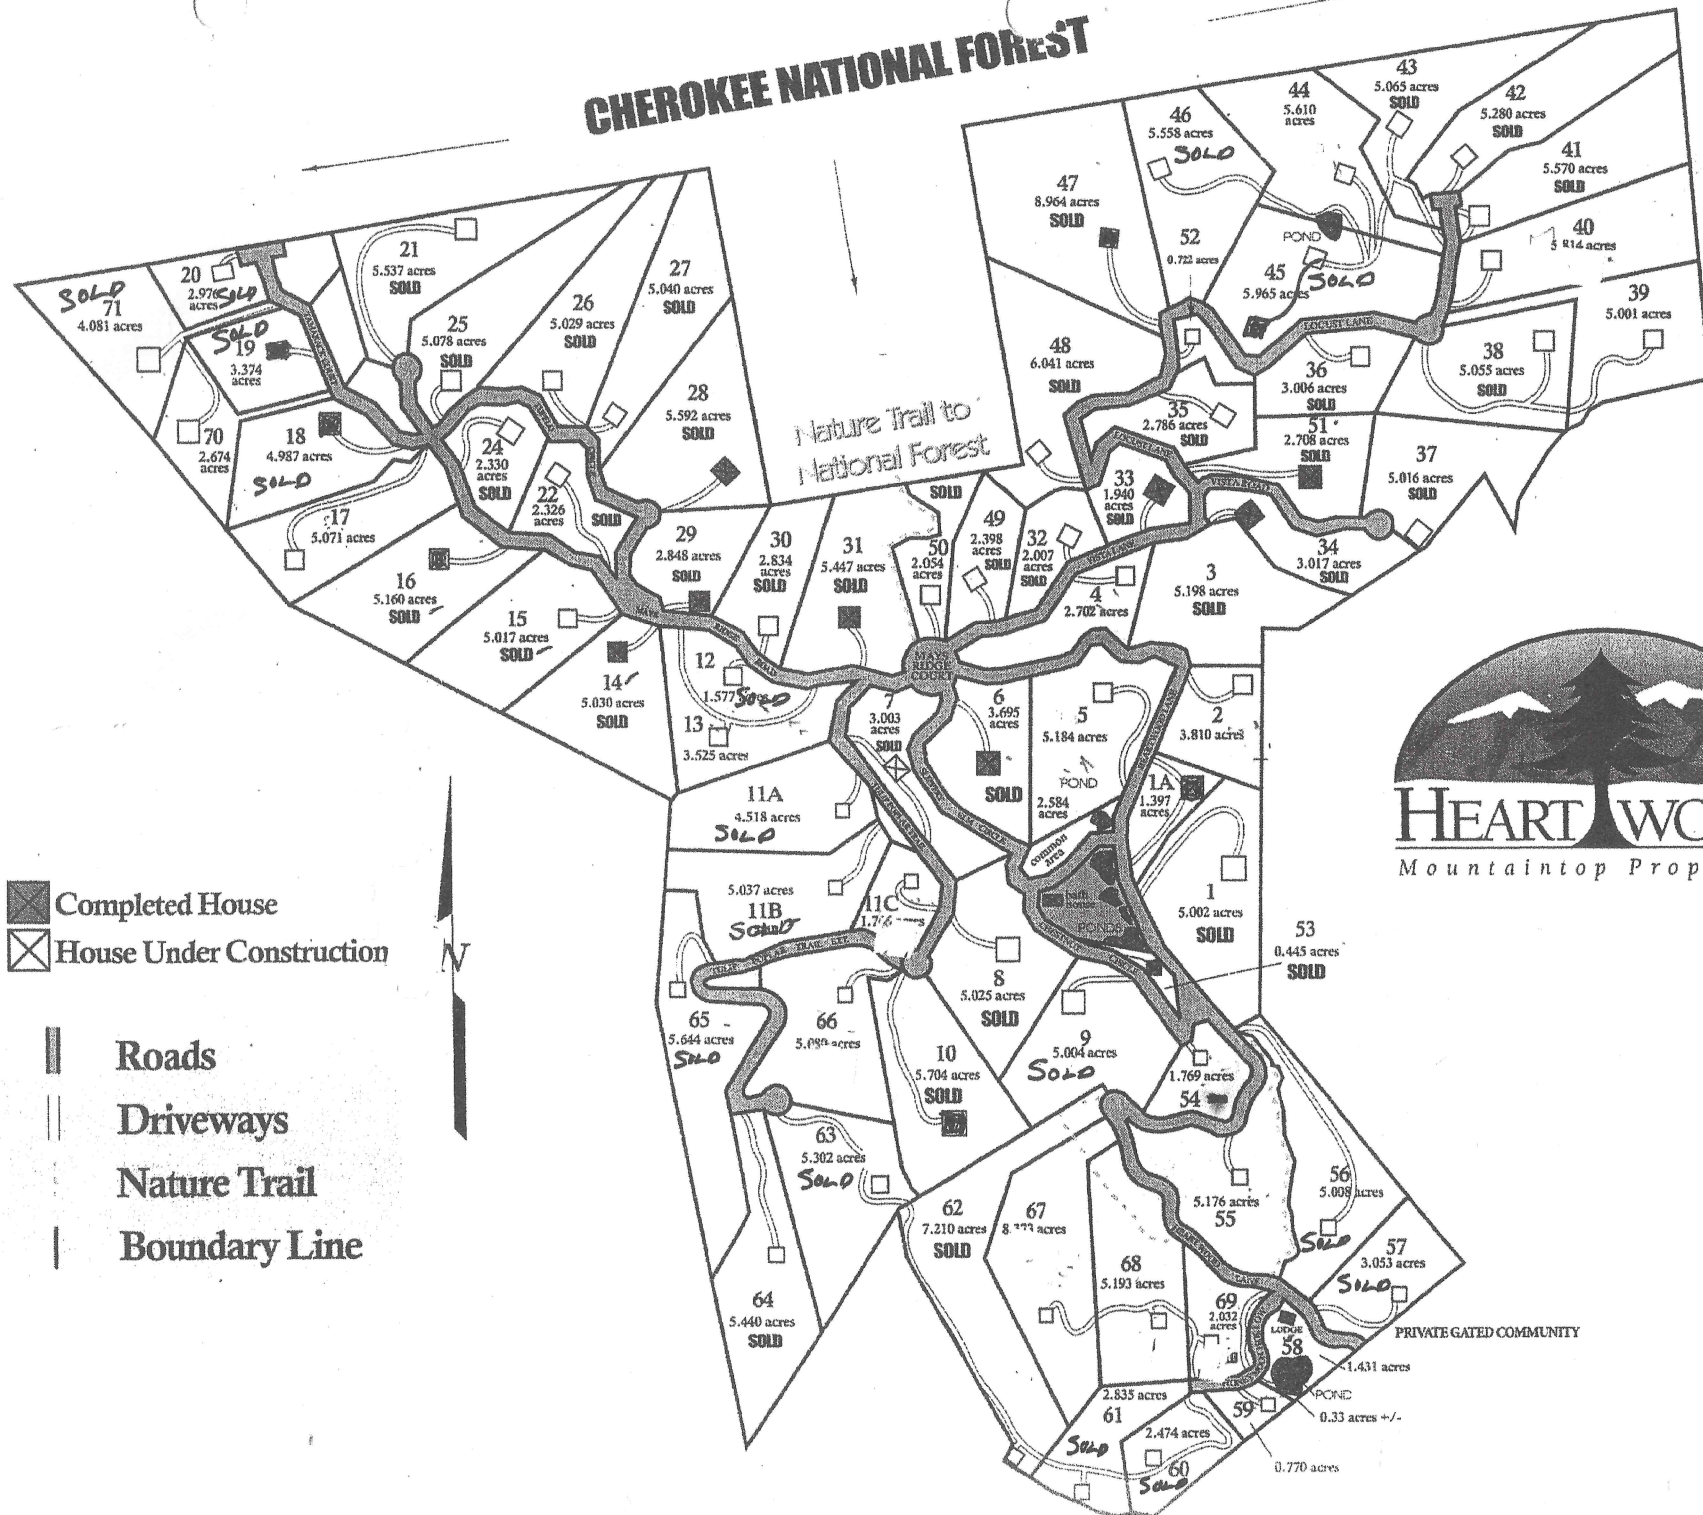 CHEROKEE NATIONAL FOREST
Nature Trail to
National Forest
SOLD
71
4.081 acres
20
2.976
acres
SOLD
SOLD
19
3.374
acres
21
5.537 acres
SOLD
25
5.078 acres
SOLD
26
5.029 acres
SOLD
27
5.040 acres
SOLD
28
5.592 acres
SOLD
70
2.674
acres
18
4.987 acres
SOLD
24
2.330
acres
SOLD
22
2.326
acres
SOLD
17
5.071 acres
16
5.160 acres
SOLD
15
5.017 acres
SOLD
14
5.030 acres
SOLD
29
2.848 acres
SOLD
30
2.834
acres
SOLD
31
5.447 acres
SOLD
SOLD
50
2.054
acres
49
2.398
acres
SOLD
32
2.007
acres
SOLD
33
1.940
acres
SOLD
47
8.964 acres
SOLD
46
5.558 acres
SOLD
52
0.722 acres
44
5.610
acres
43
5.065 acres
SOLD
42
5.280 acres
SOLD
41
5.570 acres
SOLD
40
39
5.001 acres
POND
45
5.965 acres
SOLD
LOCUST LANE
48
6.041 acres
SOLD
35
2.786 acres
SOLD
36
3.006 acres
SOLD
38
5.055 acres
SOLD
51
2.708 acres
SOLD
37
5.016 acres
SOLD
LOCUST LANE
VISTA ROAD
34
3.017 acres
SOLD
3
5.198 acres
SOLD
4
2.702 acres
MAYS
RIDGE
ROAD
MAYS
RIDGE
COURT
12
1.577
SOLD
13
3.525 acres
7
3.003
acres
SOLD
6
3.695
acres
SOLD
5
5.184 acres
POND
2.584
acres
common
area
2
3.810 acres
1A
1.397
acres
1
5.002 acres
SOLD
PONDS
53
0.445 acres
SOLD
11A
4.518 acres
SOLD
5.037 acres
11B
SOLD
11C
TULIP POPLAR TRAIL EXT.
8
5.025 acres
SOLD
9
5.004 acres
SOLD
10
5.704 acres
SOLD
65
5.644 acres
SOLD
66
1.769 acres
54
63
5.302 acres
SOLD
64
5.440 acres
SOLD
62
7.210 acres
SOLD
67
68
5.193 acres
5.176 acres
55
56
5.008 acres
SOLD
57
3.053 acres
SOLD
69
2.032
acres
LODGE
58
1.431 acres
POND
0.33 acres +/-
59
0.770 acres
2.835 acres
61
SOLD
2.474 acres
60
SOLD
PRIVATE GATED COMMUNITY
HEARTWO
Mountaintop Prop
Completed House
House Under Construction
N
Roads
Driveways
Nature Trail
Boundary Line